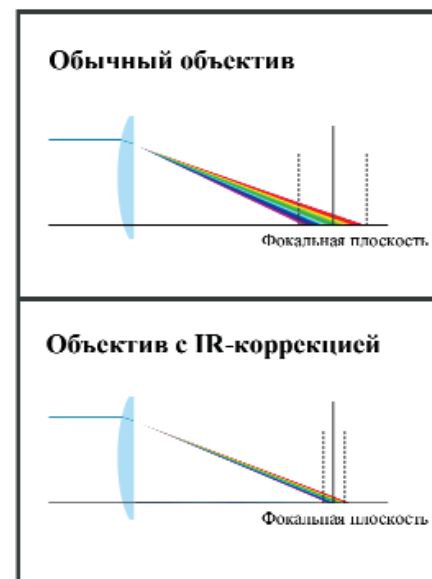 Обычный объектив
Фокальная плоскость
Объектив с IR-коррекцией
Фокальная плоскость